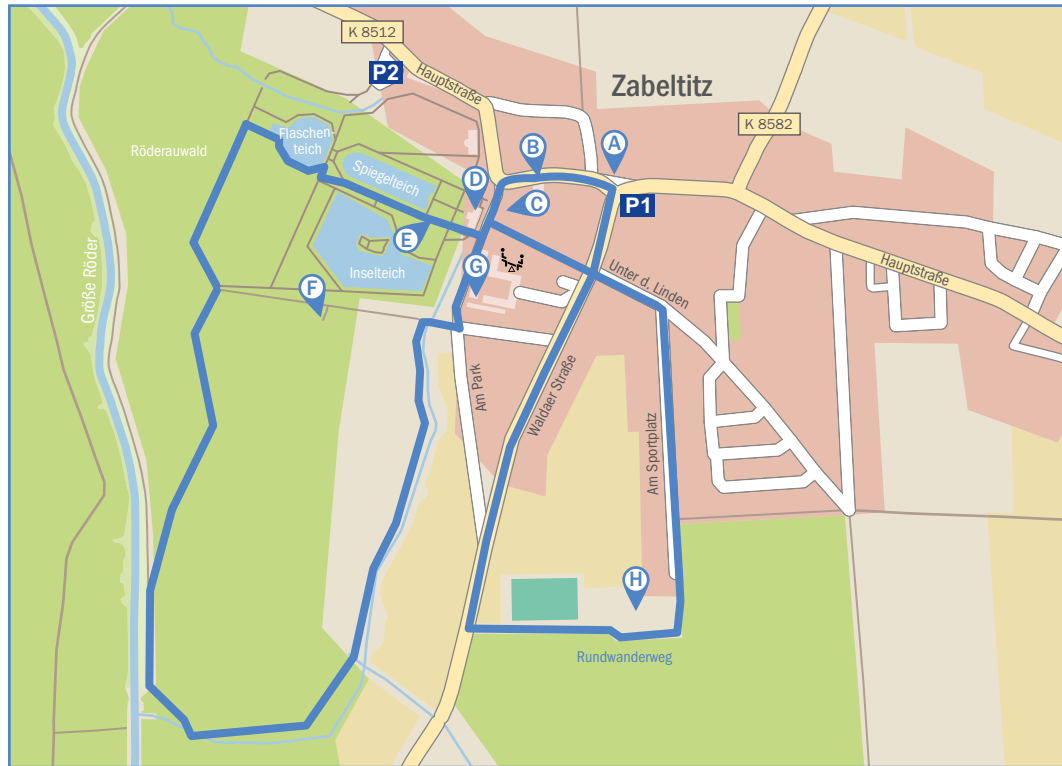 K 8512
P2
Hauptstraße
Zabeltitz
K 8582
Flaschen
teich
Röderauwald
B
A
Spiegelteich
D
C
P1
E
Inselteich
G
Unter d. Linden
Hauptstraße
F
Größe Röder
Am Park
Waldaer Straße
Am Sportplatz
H
Rundwanderweg